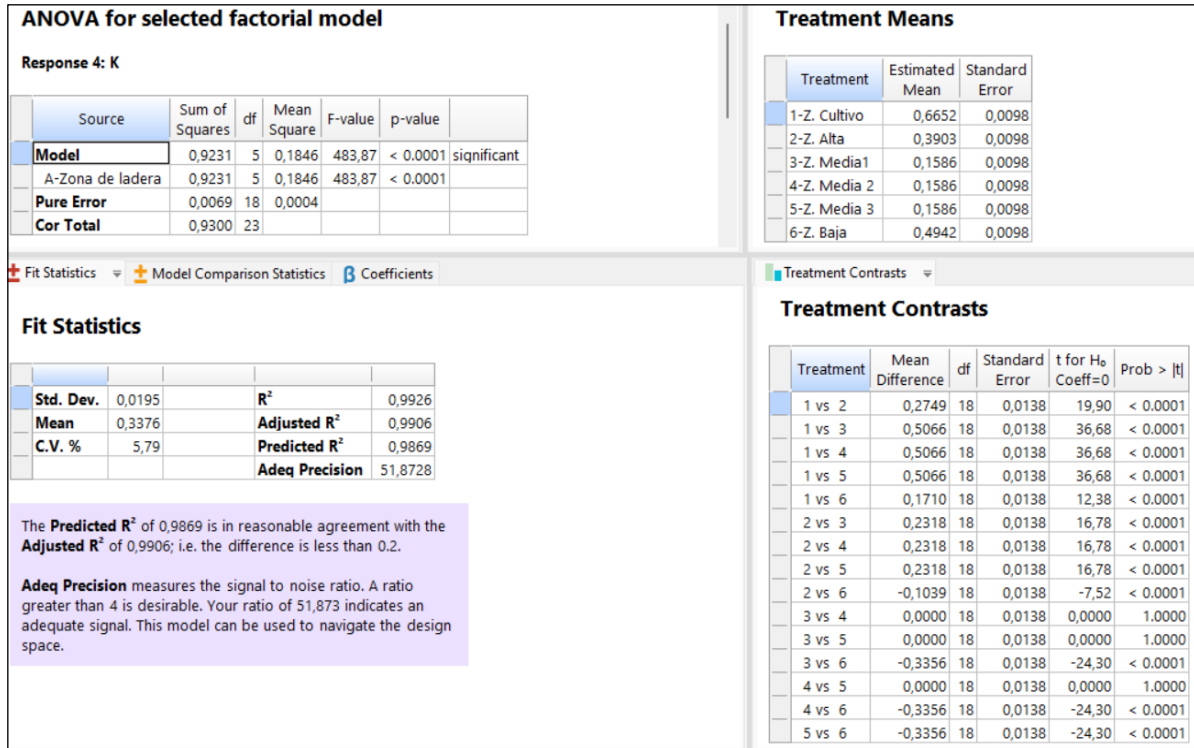 ANOVA for selected factorial model
Response 4: K
Source Sum of Squares df Mean Square F-value p-value
Model 0,9231 5 0,1846 483,87 < 0.0001 significant
A-Zona de ladera 0,9231 5 0,1846 483,87 < 0.0001
Pure Error 0,0069 18 0,0004
Cor Total 0,9300 23
Treatment Means
Treatment Estimated Mean Standard Error
1-Z. Cultivo 0,6652 0,0098
2-Z. Alta 0,3903 0,0098
3-Z. Media1 0,1586 0,0098
4-Z. Media 2 0,1586 0,0098
5-Z. Media 3 0,1586 0,0098
6-Z. Baja 0,4942 0,0098
Fit Statistics Model Comparison Statistics β Coefficients
Fit Statistics
Std. Dev. 0,0195 R² 0,9926
Mean 0,3376 Adjusted R² 0,9906
C.V. % 5,79 Predicted R² 0,9869
Adeq Precision 51,8728
The Predicted R² of 0,9869 is in reasonable agreement with the
Adjusted R² of 0,9906; i.e. the difference is less than 0.2.
Adeq Precision measures the signal to noise ratio. A ratio
greater than 4 is desirable. Your ratio of 51,873 indicates an
adequate signal. This model can be used to navigate the design
space.
Treatment Contrasts
Treatment Contrasts
Treatment Mean Difference df Standard Error t for H₀ Coeff=0 Prob > |t|
1 vs 2 0,2749 18 0,0138 19,90 < 0.0001
1 vs 3 0,5066 18 0,0138 36,68 < 0.0001
1 vs 4 0,5066 18 0,0138 36,68 < 0.0001
1 vs 5 0,5066 18 0,0138 36,68 < 0.0001
1 vs 6 0,1710 18 0,0138 12,38 < 0.0001
2 vs 3 0,2318 18 0,0138 16,78 < 0.0001
2 vs 4 0,2318 18 0,0138 16,78 < 0.0001
2 vs 5 0,2318 18 0,0138 16,78 < 0.0001
2 vs 6 -0,1039 18 0,0138 -7,52 < 0.0001
3 vs 4 0,0000 18 0,0138 0,0000 1.0000
3 vs 5 0,0000 18 0,0138 0,0000 1.0000
3 vs 6 -0,3356 18 0,0138 -24,30 < 0.0001
4 vs 5 0,0000 18 0,0138 0,0000 1.0000
4 vs 6 -0,3356 18 0,0138 -24,30 < 0.0001
5 vs 6 -0,3356 18 0,0138 -24,30 < 0.0001